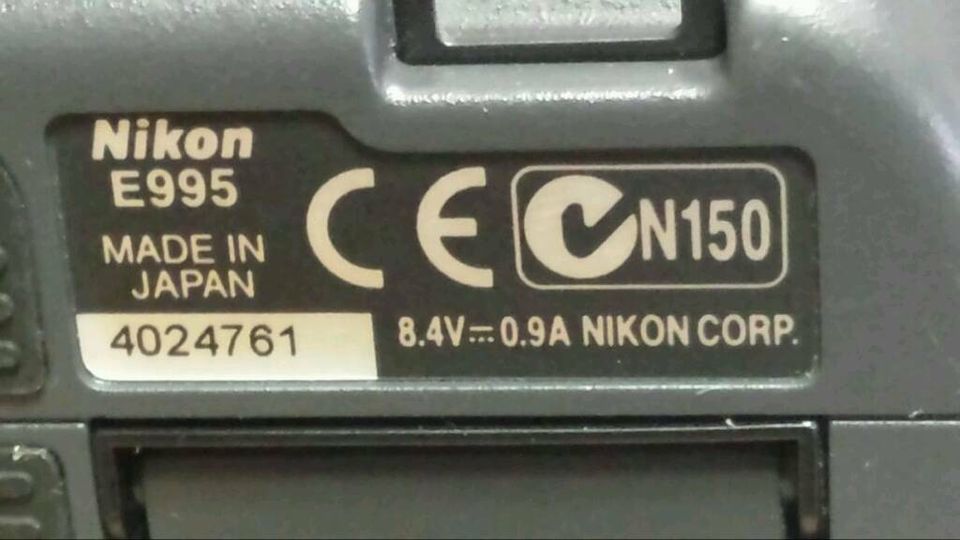 Nikon
E995
MADE IN
JAPAN
4024761
CE
N150
8.4V⎓0.9A NIKON CORP.